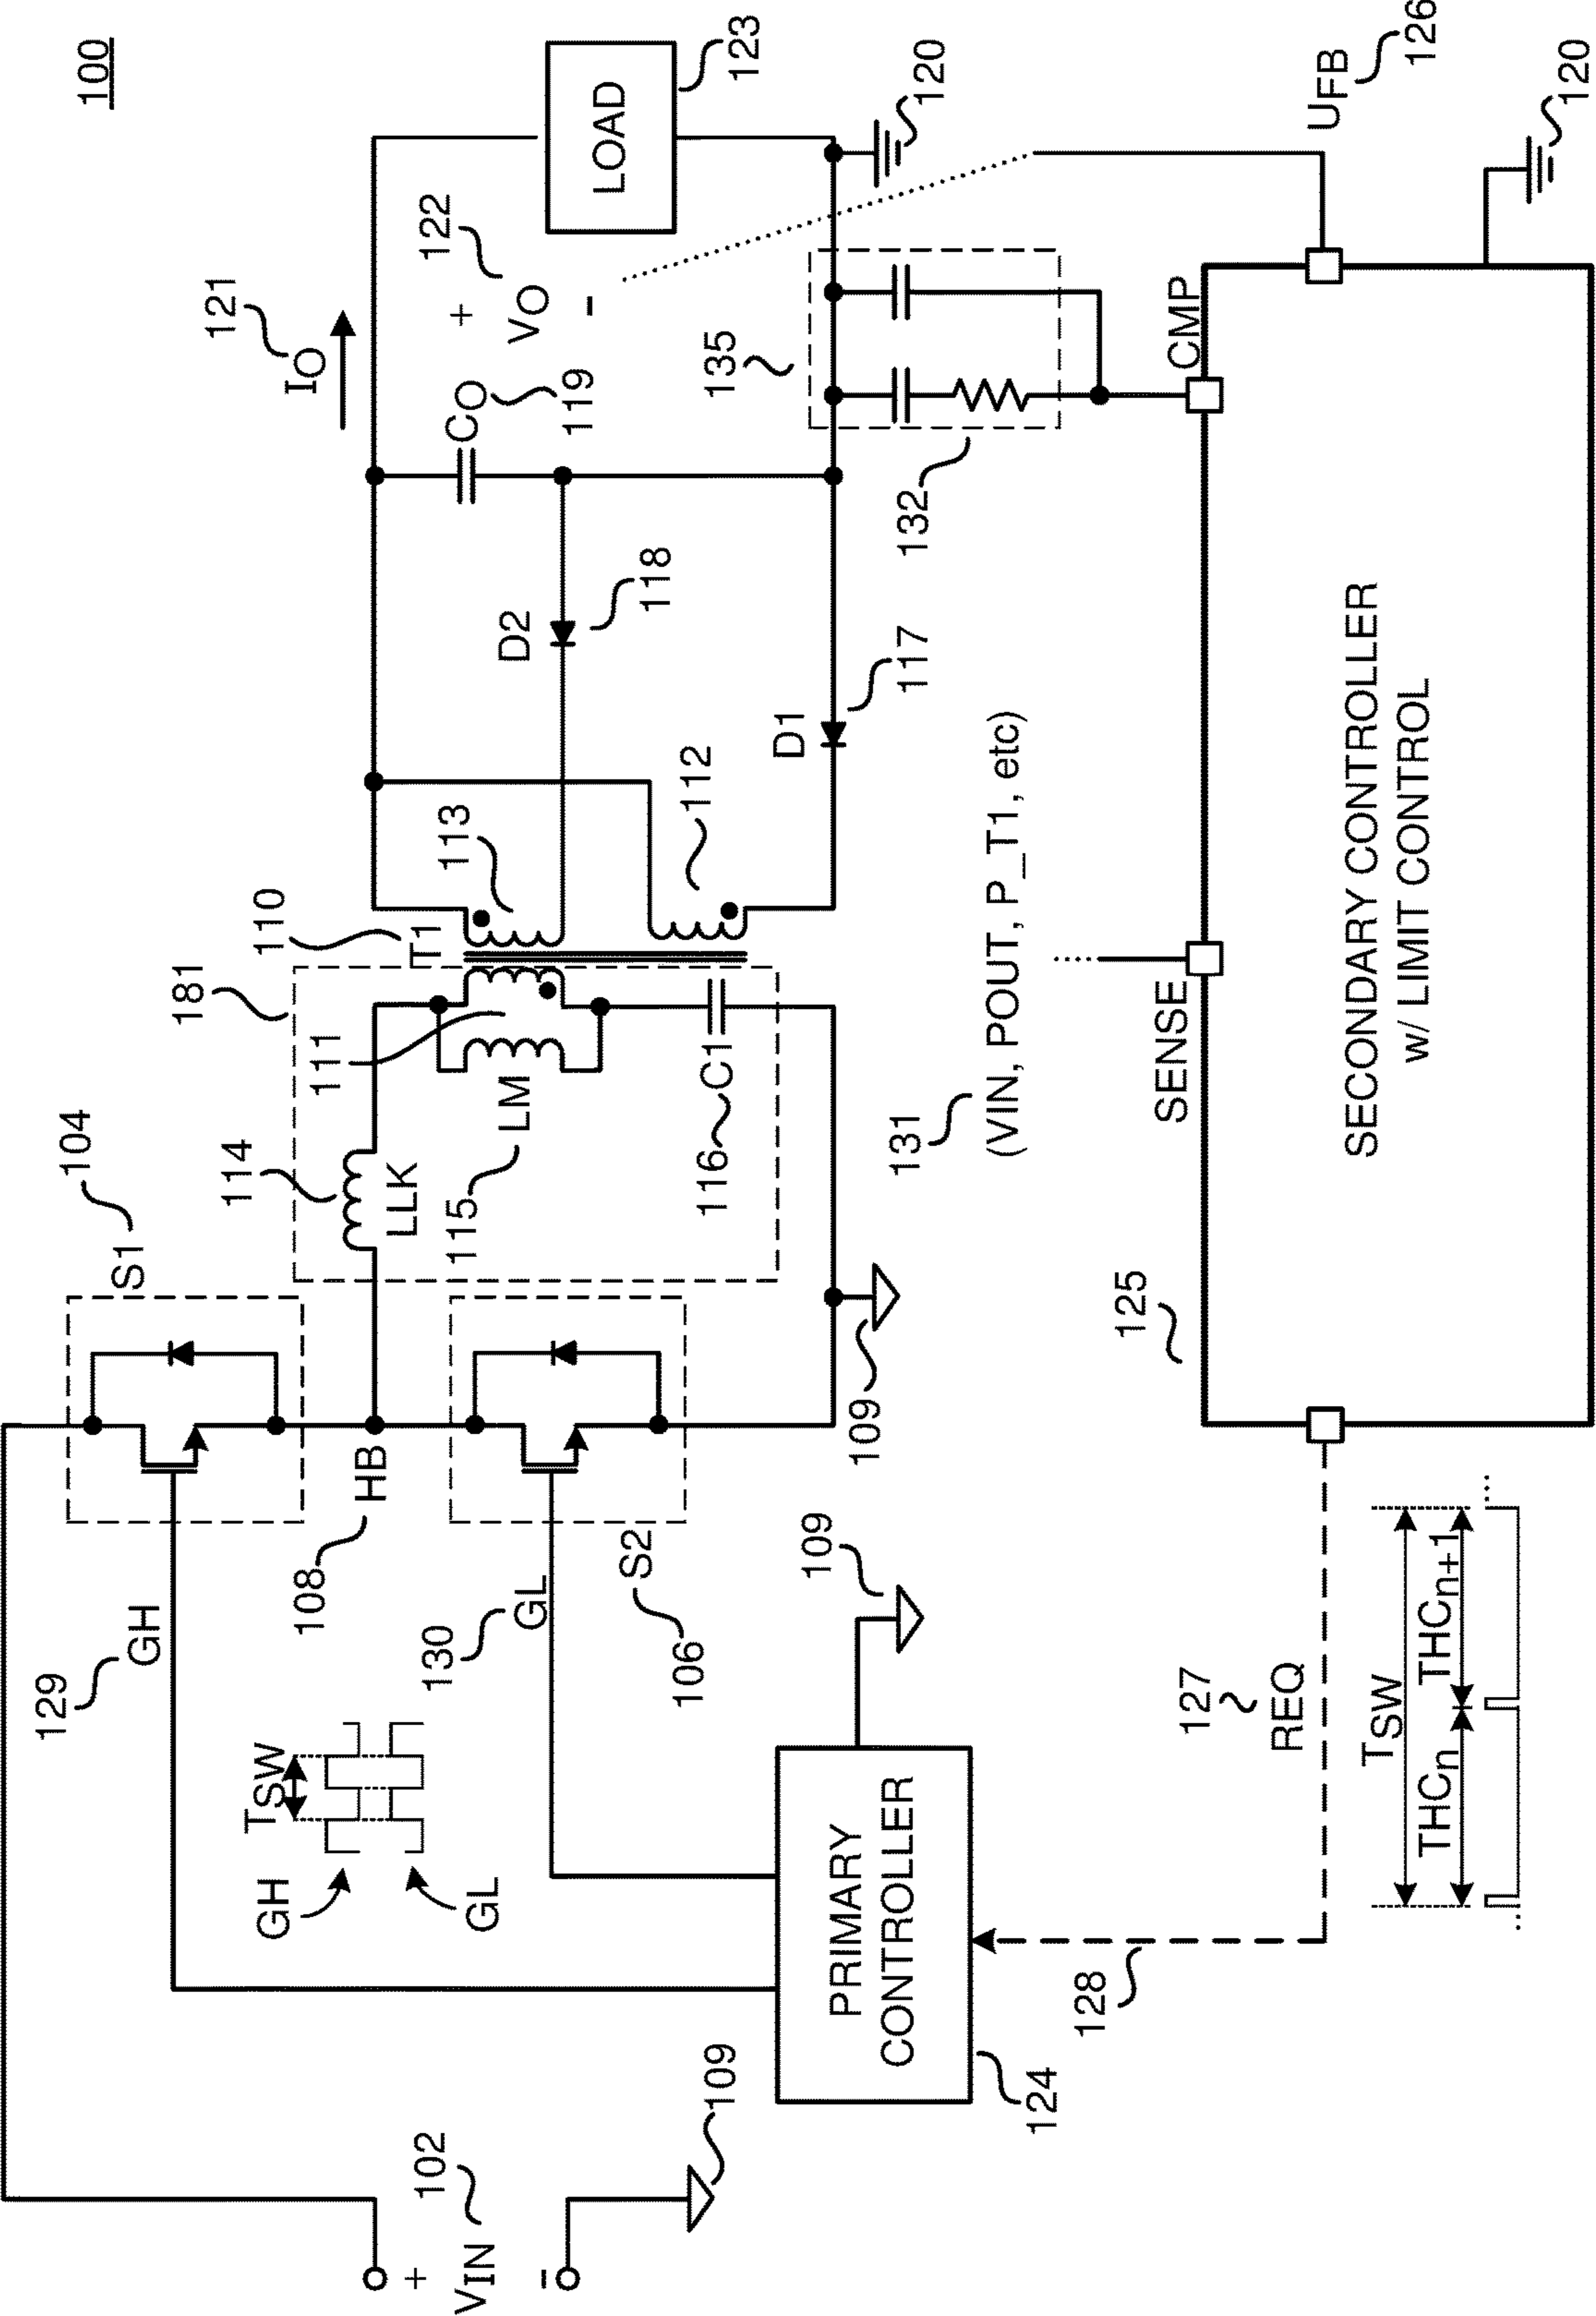 100
VIN
102
+
−
109
129
GH
GH
GL
TSW
108
HB
130
GL
S1
104
S2
106
109
PRIMARY
CONTROLLER
124
109
181
114
LLK
111
115
LM
116
C1
110
T1
113
112
D2
118
D1
117
IO
121
CO
119
+
VO
−
122
LOAD
123
120
135
132
131
(VIN, POUT, P_T1, etc)
SENSE
CMP
UFB
126
120
125
SECONDARY CONTROLLER
w/ LIMIT CONTROL
127
REQ
128
TSW
THCn
THCn+1